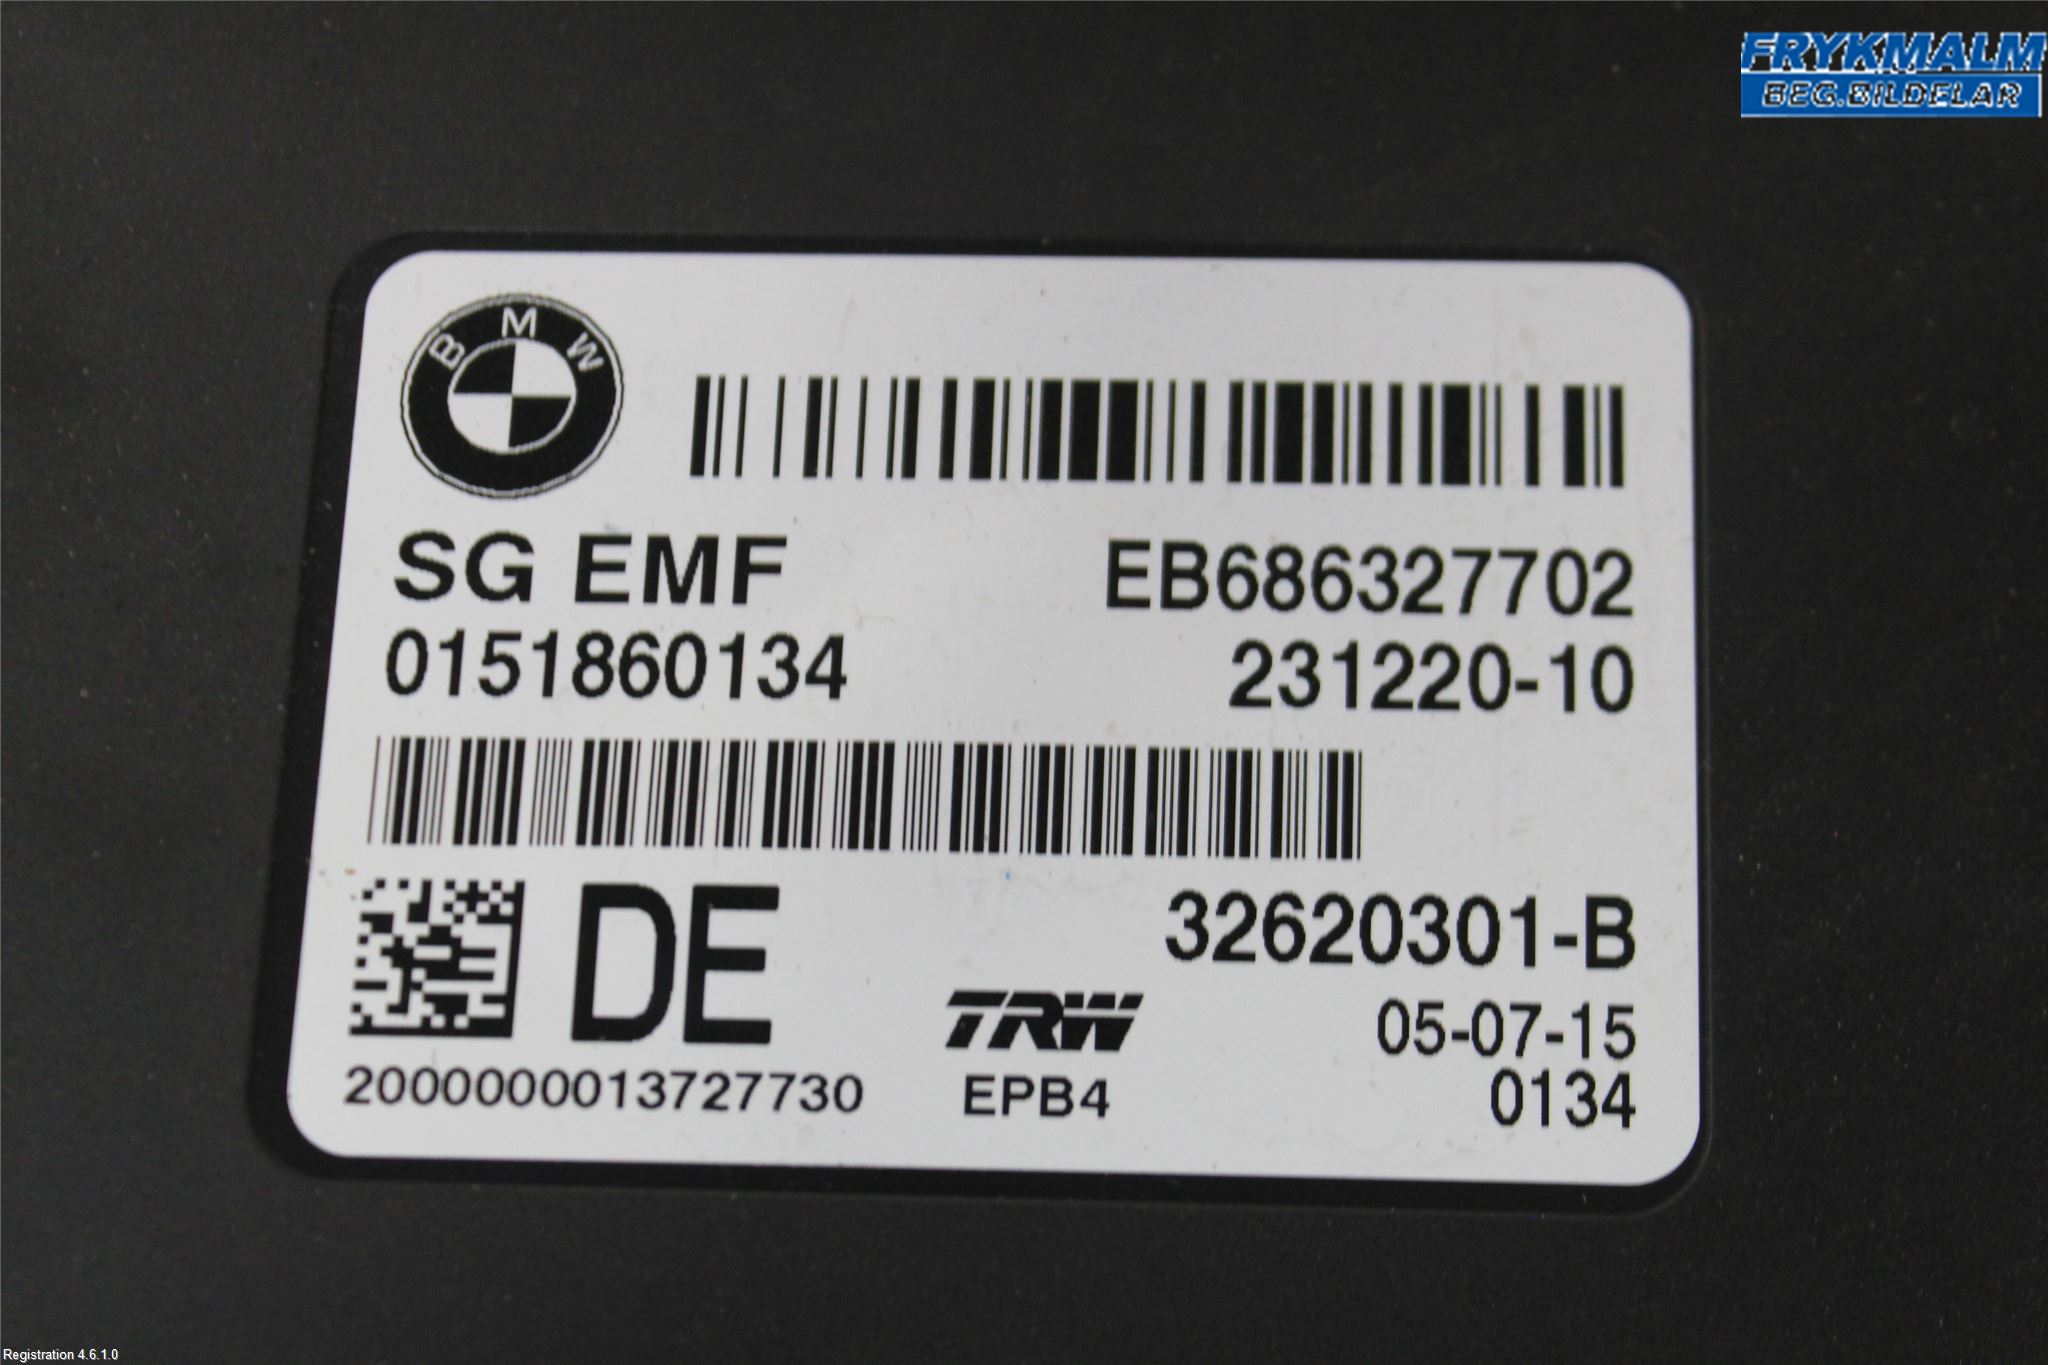 FRYKMALM
BEG.BILDELAR
BMW
SG EMF
EB686327702
0151860134
231220-10
DE
32620301-B
TRW
05-07-15
2000000013727730
EPB4
0134
Registration 4.6.1.0